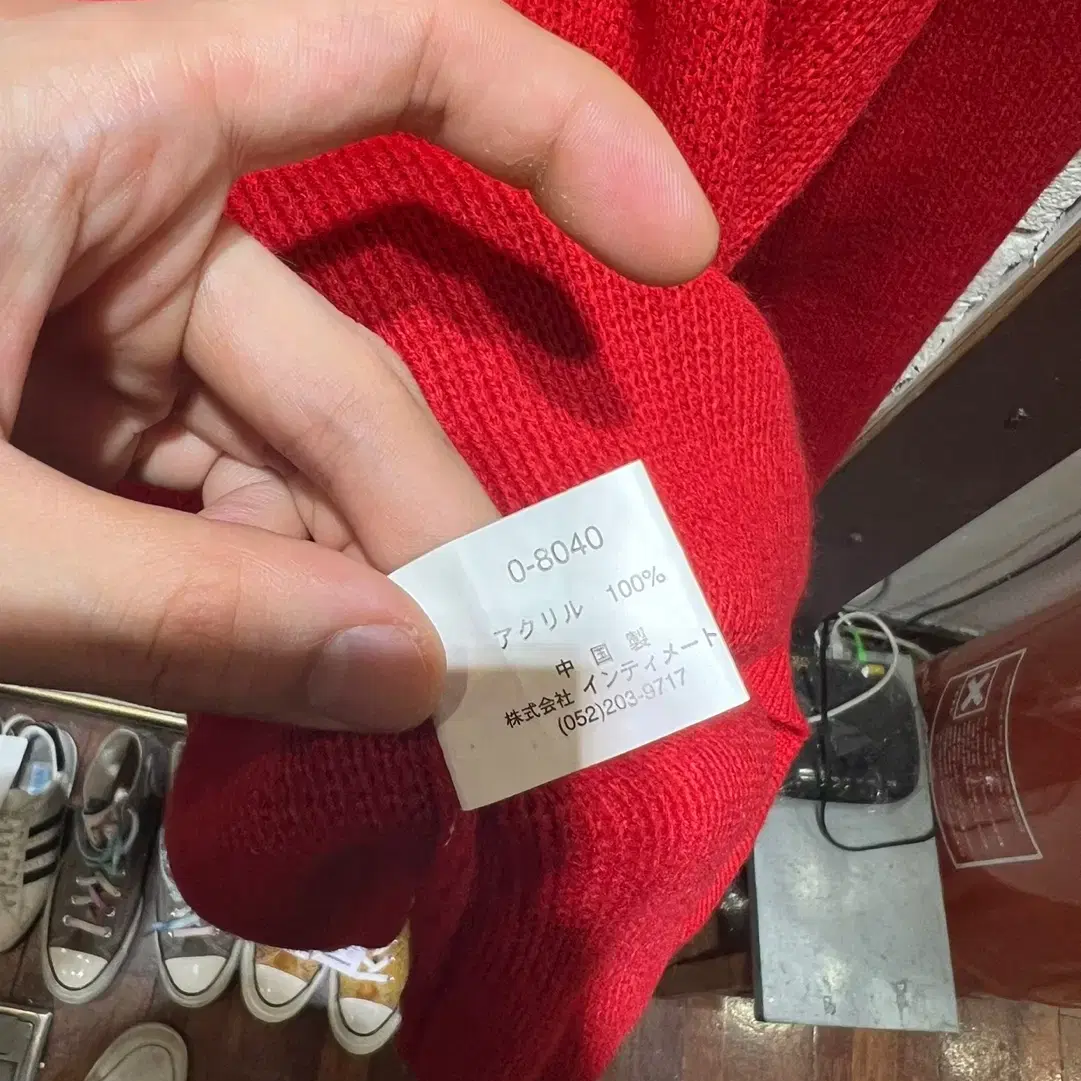 0-8040
アクリル 100%
中国製
株式会社 インティメート
(052)203-9717